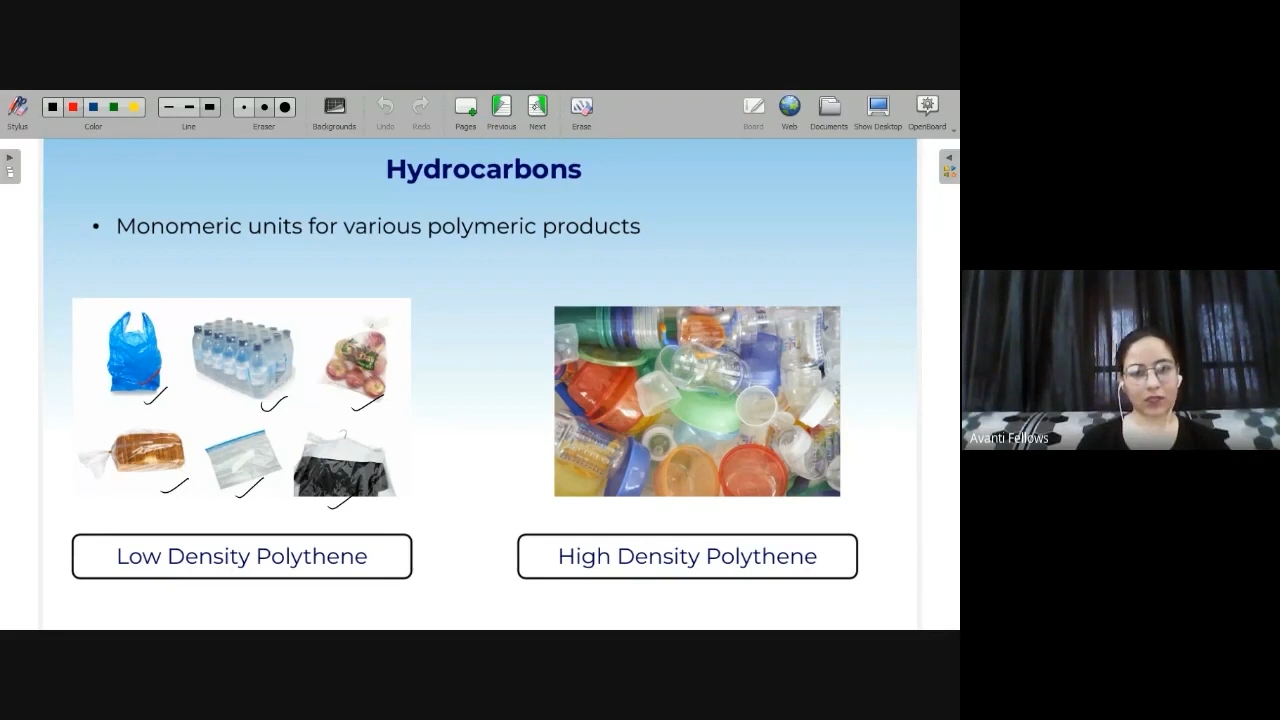 Stylus
Color
Line
Eraser
Backgrounds
Undo
Redo
Pages
Previous
Next
Erase
Board
Web
Documents
Show Desktop
OpenBoard
Hydrocarbons
• Monomeric units for various polymeric products
Low Density Polythene
High Density Polythene
Avanti Fellows